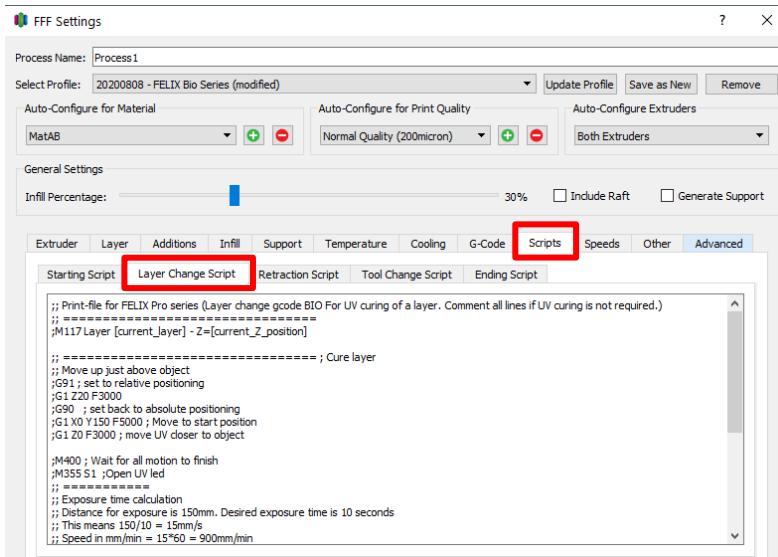 FFF Settings ? ×
Process Name: Process1
Select Profile: 20200808 - FELIX Bio Series (modified) Update Profile Save as New Remove
Auto-Configure for Material Auto-Configure for Print Quality Auto-Configure Extruders
MatAB Normal Quality (200micron) Both Extruders
General Settings
Infill Percentage: 30% Include Raft Generate Support
Extruder Layer Additions Infill Support Temperature Cooling G-Code Scripts Speeds Other Advanced
Starting Script Layer Change Script Retraction Script Tool Change Script Ending Script
;; Print-file for FELIX Pro series (Layer change gcode BIO For UV curing of a layer. Comment all lines if UV curing is not required.)
;; =================================
;M117 Layer [current_layer] - Z=[current_Z_position]
;; ================================= ; Cure layer
;; Move up just above object
;G91 ; set to relative positioning
;G1 Z20 F3000
;G90 ; set back to absolute positioning
;G1 X0 Y150 F5000 ; Move to start position
;G1 Z0 F3000 ; move UV closer to object
;M400 ; Wait for all motion to finish
;M355 S1 ;Open UV led
;; ===========
;; Exposure time calculation
;; Distance for exposure is 150mm. Desired exposure time is 10 seconds
;; This means 150/10 = 15mm/s
;; Speed in mm/min = 15*60 = 900mm/min